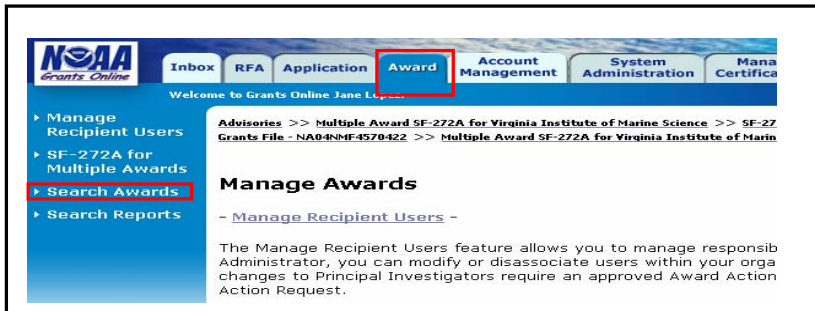 NOAA
Grants Online
Inbox RFA Application Award Account Management System Administration Mana Certifica
Welcome to Grants Online Jane
Manage Recipient Users
SF-272A for Multiple Awards
Search Awards
Search Reports
Advisories >> Multiple Award SF-272A for Virginia Institute of Marine Science >> SF-27
Grants File - NA04NMF4570422 >> Multiple Award SF-272A for Virginia Institute of Marin
Manage Awards
- Manage Recipient Users -
The Manage Recipient Users feature allows you to manage responsib
Administrator, you can modify or disassociate users within your orga
changes to Principal Investigators require an approved Award Action
Action Request.